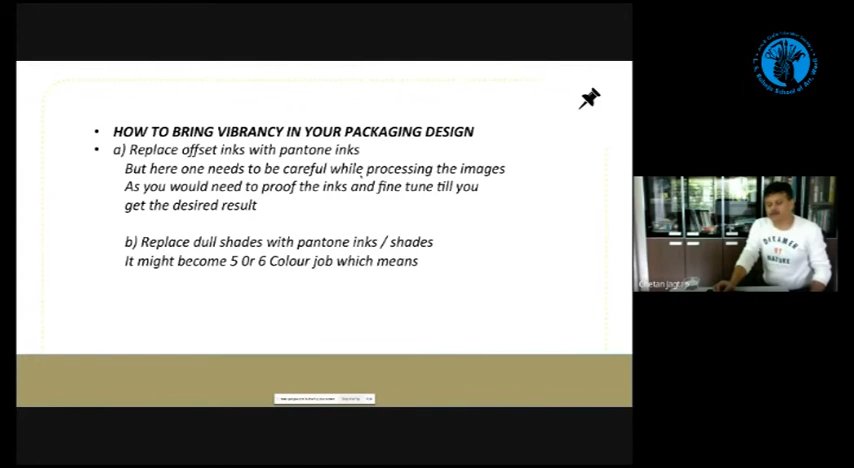 HOW TO BRING VIBRANCY IN YOUR PACKAGING DESIGN
a) Replace offset inks with pantone inks
But here one needs to be careful while processing the images
As you would need to proof the inks and fine tune till you
get the desired result
b) Replace dull shades with pantone inks / shades
It might become 5 0r 6 Colour job which means
DREAMER
BY
NATURE
Chetan Jagtap